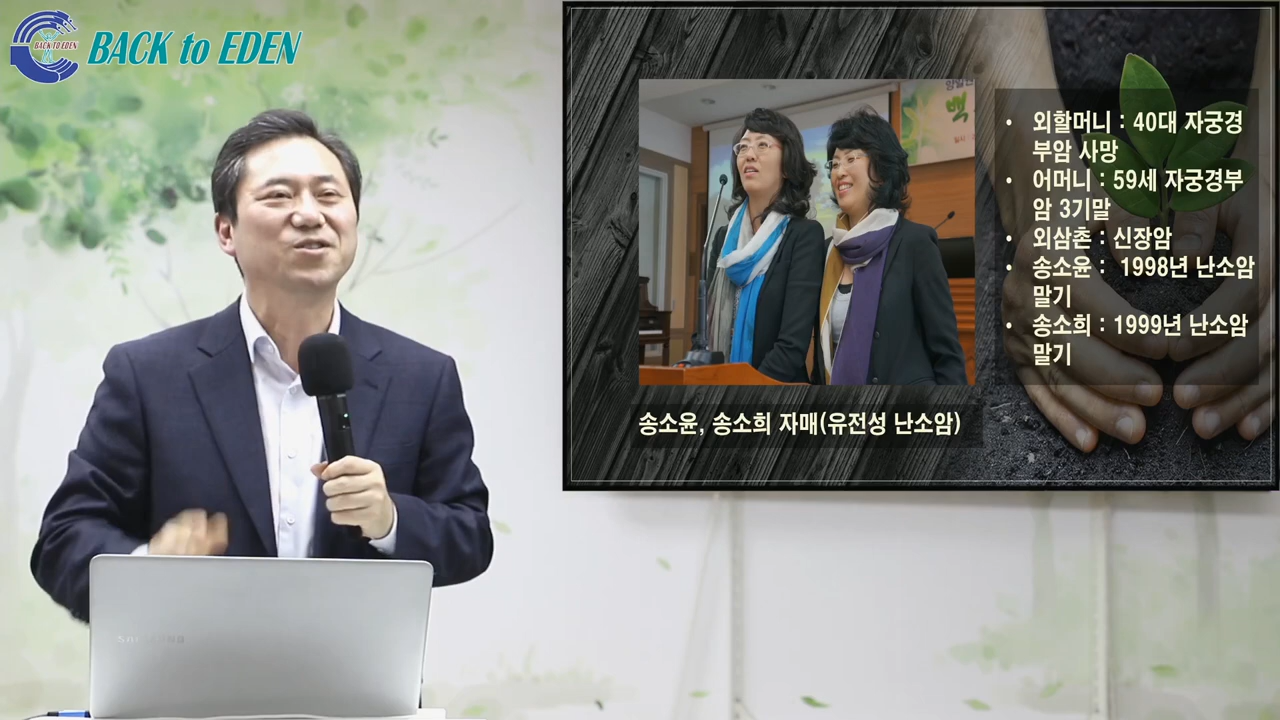 BACK TO EDEN
BACK to EDEN
백
• 외할머니 : 40대 자궁경
부암 사망
• 어머니 : 59세 자궁경부
암 3기말
• 외삼촌 : 신장암
• 송소윤 : 1998년 난소암
말기
• 송소희 : 1999년 난소암
말기
송소윤, 송소희 자매(유전성 난소암)
SAMSUNG